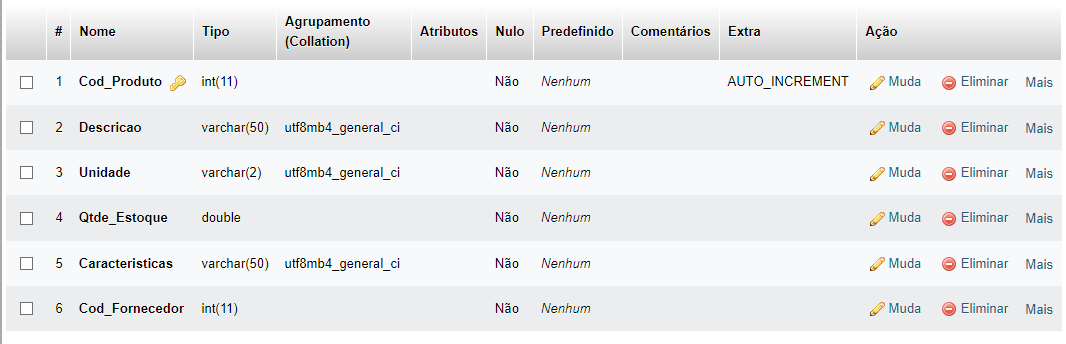 # Nome Tipo Agrupamento (Collation) Atributos Nulo Predefinido Comentários Extra Ação
1 Cod_Produto int(11) Não Nenhum AUTO_INCREMENT Muda Eliminar Mais
2 Descricao varchar(50) utf8mb4_general_ci Não Nenhum Muda Eliminar Mais
3 Unidade varchar(2) utf8mb4_general_ci Não Nenhum Muda Eliminar Mais
4 Qtde_Estoque double Não Nenhum Muda Eliminar Mais
5 Caracteristicas varchar(50) utf8mb4_general_ci Não Nenhum Muda Eliminar Mais
6 Cod_Fornecedor int(11) Não Nenhum Muda Eliminar Mais